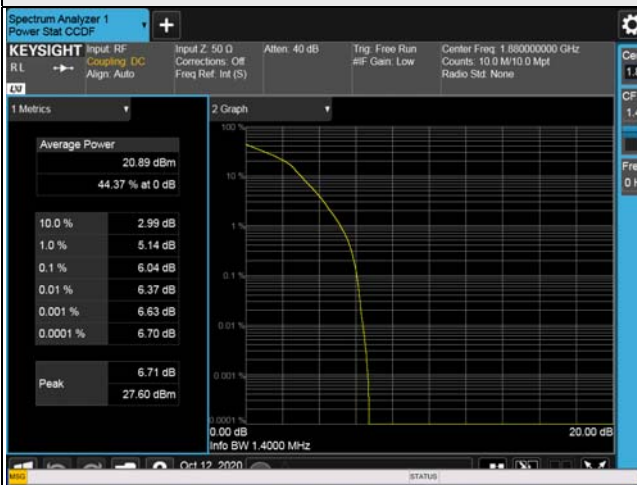 Spectrum Analyzer 1
Power Stat CCDF
+
KEYSIGHT
RL
LXI
Input: RF
Coupling: DC
Align: Auto
Input Z: 50 Ω
Corrections: Off
Freq Ref: Int (S)
Atten: 40 dB
Trig: Free Run
#IF Gain: Low
Center Freq: 1.880000000 GHz
Counts: 10.0 M/10.0 Mpt
Radio Std: None
1 Metrics
Average Power
20.89 dBm
44.37 % at 0 dB
10.0 % 2.99 dB
1.0 % 5.14 dB
0.1 % 6.04 dB
0.01 % 6.37 dB
0.001 % 6.63 dB
0.0001 % 6.70 dB
Peak 6.71 dB
27.60 dBm
2 Graph
100 %
10 %
1 %
0.1 %
0.01 %
0.001 %
0.0001 %
0.00 dB 20.00 dB
Info BW 1.4000 MHz
Oct 12, 2020
MSG STATUS